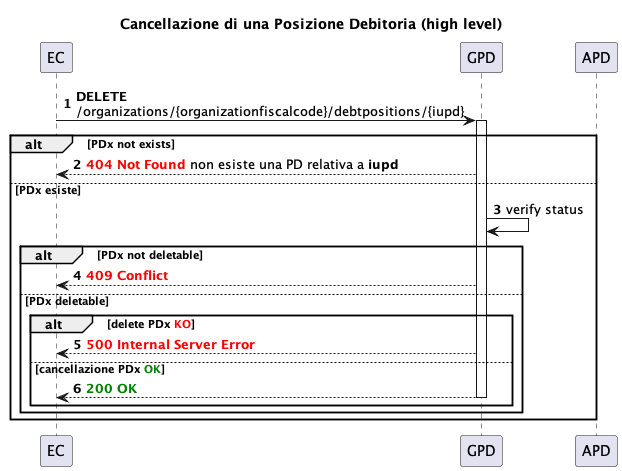 Cancellazione di una Posizione Debitoria (high level)
EC GPD APD
1 DELETE
/organizations/{organizationfiscalcode}/debtpositions/{iupd}
alt [PDx not exists]
2 404 Not Found non esiste una PD relativa a iupd
[PDx esiste]
3 verify status
alt [PDx not deletable]
4 409 Conflict
[PDx deletable]
alt [delete PDx KO]
5 500 Internal Server Error
[cancellazione PDx OK]
6 200 OK
EC GPD APD